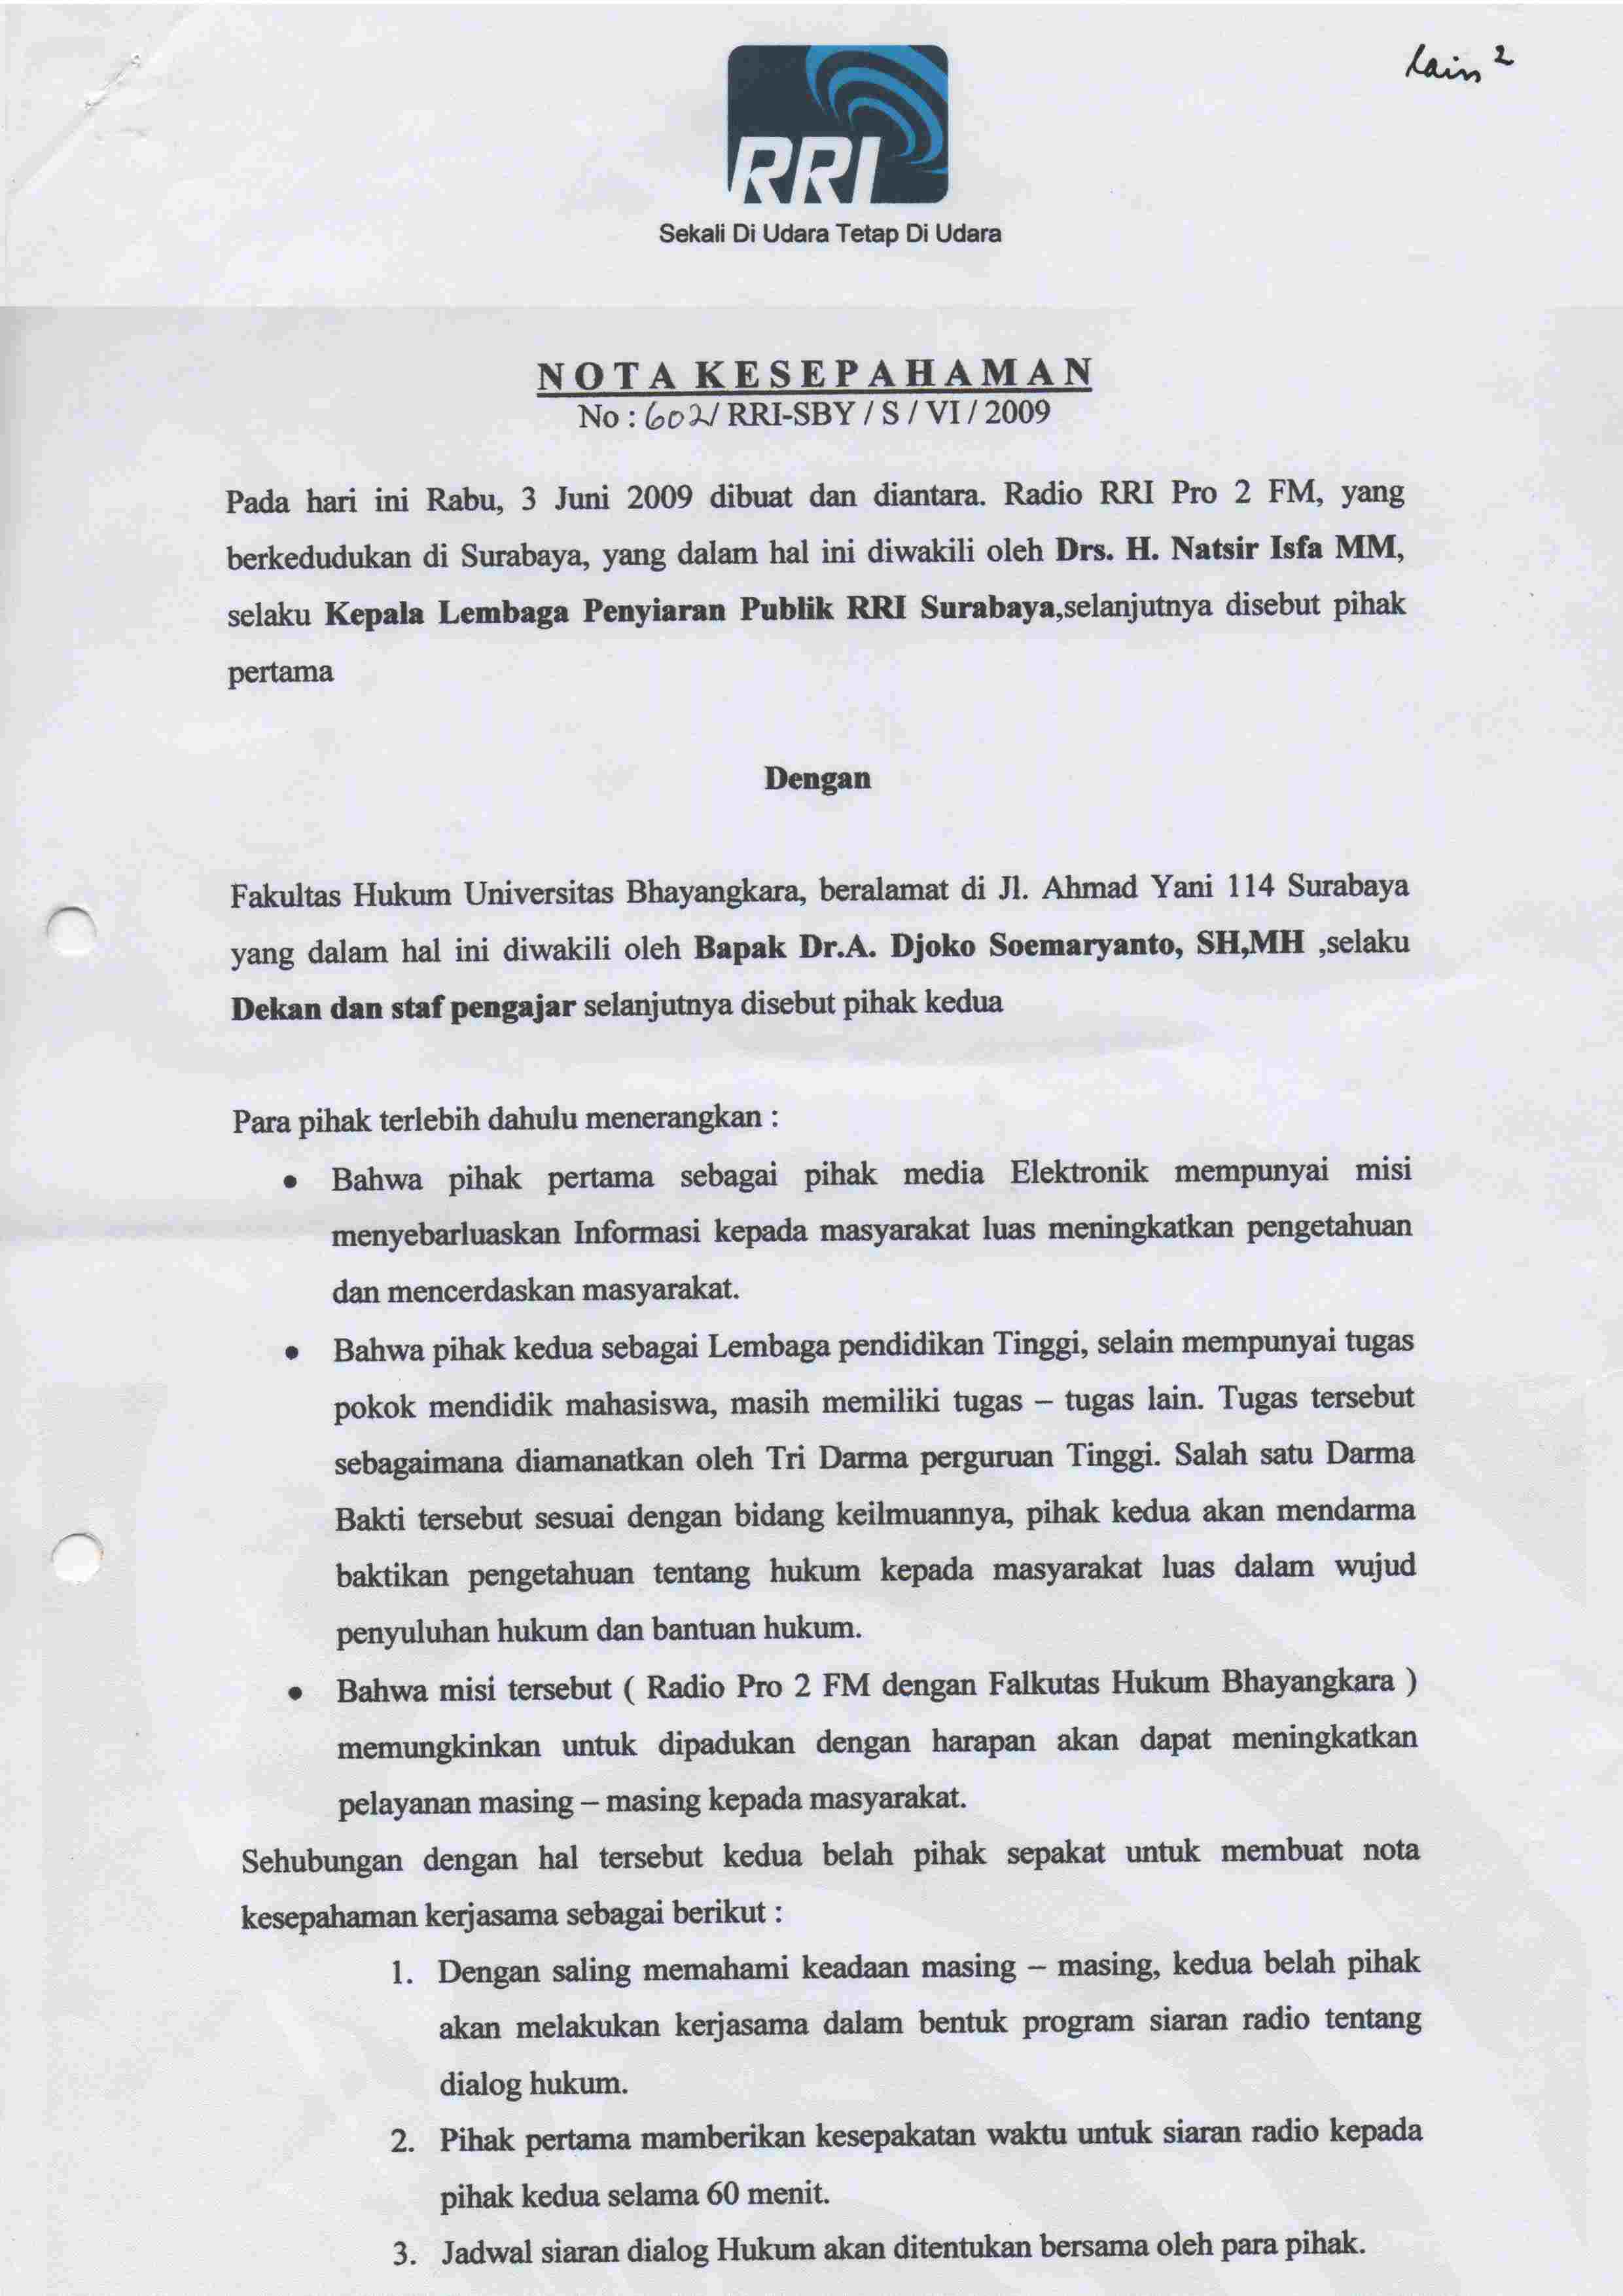 lain 2
RRI
Sekali Di Udara Tetap Di Udara
NOTA KESEPAHAMAN
No : 602/ RRI-SBY / S / VI / 2009
Pada hari ini Rabu, 3 Juni 2009 dibuat dan diantara. Radio RRI Pro 2 FM, yang
berkedudukan di Surabaya, yang dalam hal ini diwakili oleh Drs. H. Natsir Isfa MM,
selaku Kepala Lembaga Penyiaran Publik RRI Surabaya,selanjutnya disebut pihak
pertama
Dengan
Fakultas Hukum Universitas Bhayangkara, beralamat di Jl. Ahmad Yani 114 Surabaya
yang dalam hal ini diwakili oleh Bapak Dr.A. Djoko Soemaryanto, SH,MH ,selaku
Dekan dan staf pengajar selanjutnya disebut pihak kedua
Para pihak terlebih dahulu menerangkan :
• Bahwa pihak pertama sebagai pihak media Elektronik mempunyai misi
menyebarluaskan Informasi kepada masyarakat luas meningkatkan pengetahuan
dan mencerdaskan masyarakat.
• Bahwa pihak kedua sebagai Lembaga pendidikan Tinggi, selain mempunyai tugas
pokok mendidik mahasiswa, masih memiliki tugas – tugas lain. Tugas tersebut
sebagaimana diamanatkan oleh Tri Darma perguruan Tinggi. Salah satu Darma
Bakti tersebut sesuai dengan bidang keilmuannya, pihak kedua akan mendarma
baktikan pengetahuan tentang hukum kepada masyarakat luas dalam wujud
penyuluhan hukum dan bantuan hukum.
• Bahwa misi tersebut ( Radio Pro 2 FM dengan Falkutas Hukum Bhayangkara )
memungkinkan untuk dipadukan dengan harapan akan dapat meningkatkan
pelayanan masing – masing kepada masyarakat.
Sehubungan dengan hal tersebut kedua belah pihak sepakat untuk membuat nota
kesepahaman kerjasama sebagai berikut :
1. Dengan saling memahami keadaan masing – masing, kedua belah pihak
akan melakukan kerjasama dalam bentuk program siaran radio tentang
dialog hukum.
2. Pihak pertama mamberikan kesepakatan waktu untuk siaran radio kepada
pihak kedua selama 60 menit.
3. Jadwal siaran dialog Hukum akan ditentukan bersama oleh para pihak.